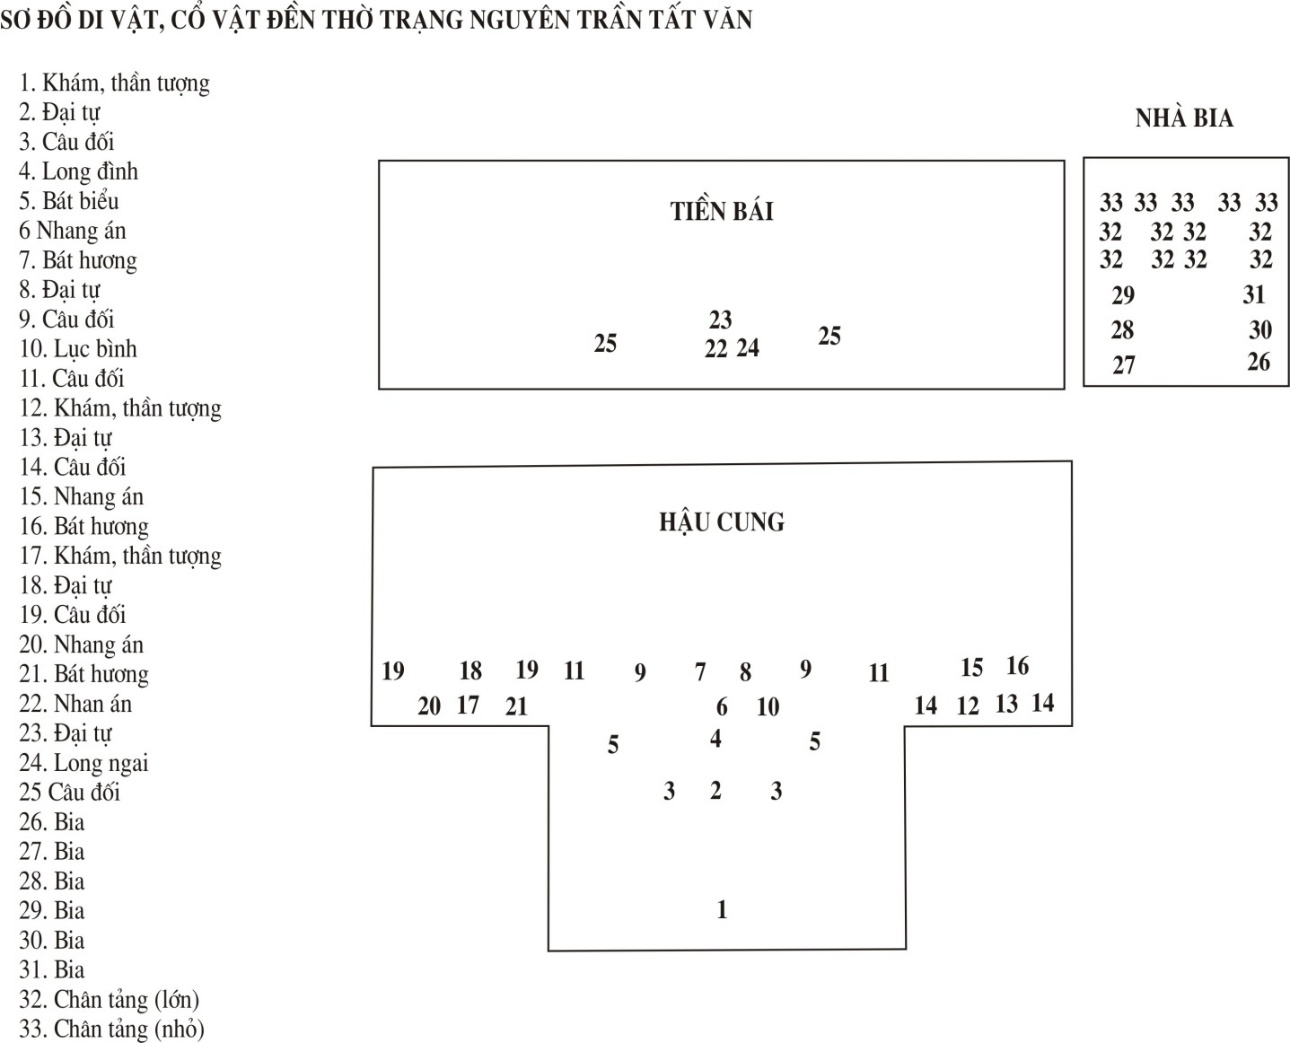 SƠ ĐỒ DI VẬT, CỔ VẬT ĐỀN THỜ TRẠNG NGUYÊN TRẦN TẤT VĂN
1. Khám, thần tượng
2. Đại tự
3. Câu đối
4. Long đình
5. Bát biểu
6 Nhang án
7. Bát hương
8. Đại tự
9. Câu đối
10. Lục bình
11. Câu đối
12. Khám, thần tượng
13. Đại tự
14. Câu đối
15. Nhang án
16. Bát hương
17. Khám, thần tượng
18. Đại tự
19. Câu đối
20. Nhang án
21. Bát hương
22. Nhan án
23. Đại tự
24. Long ngai
25 Câu đối
26. Bia
27. Bia
28. Bia
29. Bia
30. Bia
31. Bia
32. Chân tảng (lớn)
33. Chân tảng (nhỏ)
TIỀN BÁI
23
25 22 24 25
NHÀ BIA
33 33 33 33 33
32 32 32 32
32 32 32 32
29 31
28 30
27 26
HẬU CUNG
19 18 19 11 9 7 8 9 11 15 16
20 17 21 6 10 14 12 13 14
5 4 5
3 2 3
1